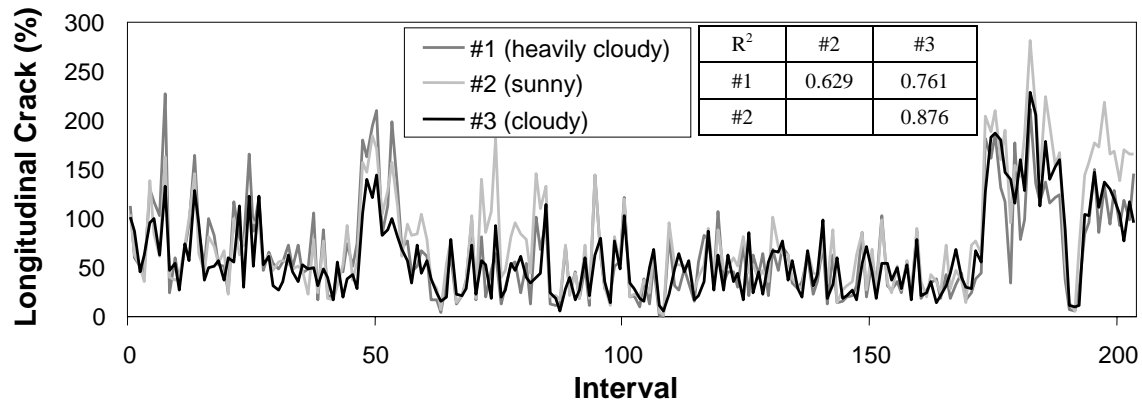 Longitudinal Crack (%)
300
250
200
150
100
50
0
#1 (heavily cloudy)
#2 (sunny)
#3 (cloudy)
R² #2 #3
#1 0.629 0.761
#2 0.876
0 50 100 150 200
Interval